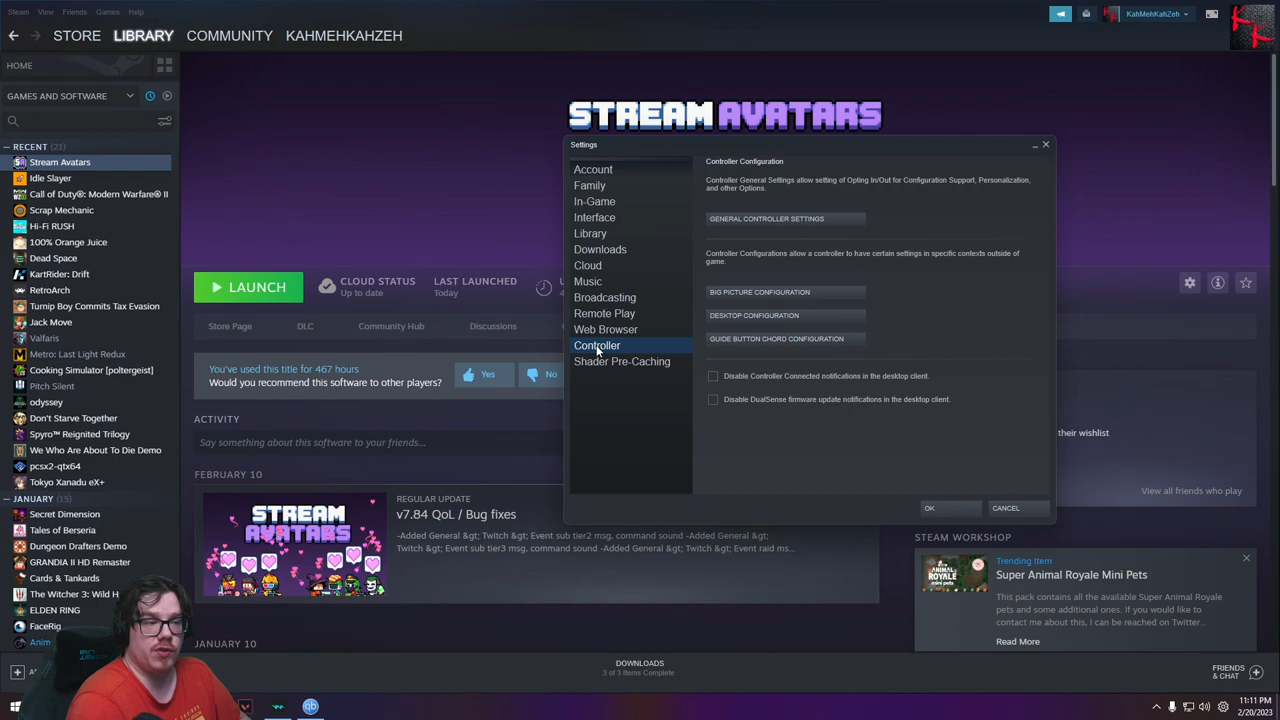 Steam View Friends Games Help
KahMehKahZeh
STORE LIBRARY COMMUNITY KAHMEHKAHZEH
HOME
GAMES AND SOFTWARE
RECENT (21)
Stream Avatars
Idle Slayer
Call of Duty®: Modern Warfare® II
Scrap Mechanic
Hi-Fi RUSH
100% Orange Juice
Dead Space
KartRider: Drift
RetroArch
Turnip Boy Commits Tax Evasion
Jack Move
Valfaris
Metro: Last Light Redux
Cooking Simulator [poltergeist]
Pitch Silent
odyssey
Don't Starve Together
Spyro™ Reignited Trilogy
We Who Are About To Die Demo
pcsx2-qtx64
Tokyo Xanadu eX+
JANUARY (15)
Secret Dimension
Tales of Berseria
Dungeon Drafters Demo
GRANDIA II HD Remaster
Cards & Tankards
The Witcher 3: Wild H
ELDEN RING
FaceRig
Anim
STREAM AVATARS
LAUNCH
CLOUD STATUS
Up to date
LAST LAUNCHED
Today
Store Page DLC Community Hub Discussions
You've used this title for 467 hours
Would you recommend this software to other players?
Yes
No
ACTIVITY
Say something about this software to your friends...
FEBRUARY 10
STREAM
AVATARS
REGULAR UPDATE
v7.84 QoL / Bug fixes
-Added General &gt; Twitch &gt; Event sub tier2 msg, command sound -Added General &gt;
Twitch &gt; Event sub tier3 msg, command sound -Added General &gt; Twitch &gt; Event raid ms...
JANUARY 10
Settings
Account
Family
In-Game
Interface
Library
Downloads
Cloud
Music
Broadcasting
Remote Play
Web Browser
Controller
Shader Pre-Caching
Controller Configuration
Controller General Settings allow setting of Opting In/Out for Configuration Support, Personalization,
and other Options.
GENERAL CONTROLLER SETTINGS
Controller Configurations allow a controller to have certain settings in specific contexts outside of
game.
BIG PICTURE CONFIGURATION
DESKTOP CONFIGURATION
GUIDE BUTTON CHORD CONFIGURATION
Disable Controller Connected notifications in the desktop client.
Disable DualSense firmware update notifications in the desktop client.
OK
CANCEL
their wishlist
View all friends who play
STEAM WORKSHOP
ANIMAL
ROYALE
Trending Item
Super Animal Royale Mini Pets
This pack contains all the available Super Animal Royale
pets and some additional ones. If you would like to
contact me about this, I can be reached on Twitter...
Read More
DOWNLOADS
3 of 3 Items Complete
FRIENDS
& CHAT
qb
11:11 PM
2/20/2023